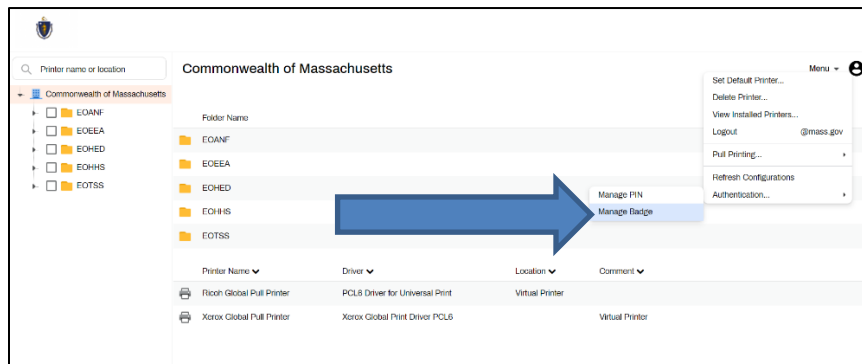 Printer name or location
Commonwealth of Massachusetts
EOANF
EOEEA
EOHED
EOHHS
EOTSS
Commonwealth of Massachusetts
Menu
Set Default Printer...
Delete Printer...
View Installed Printers...
Logout @mass.gov
Pull Printing...
Refresh Configurations
Authentication...
Manage PIN
Manage Badge
Folder Name
EOANF
EOEEA
EOHED
EOHHS
EOTSS
Printer Name Driver Location Comment
Ricoh Global Pull Printer PCL6 Driver for Universal Print Virtual Printer
Xerox Global Pull Printer Xerox Global Print Driver PCL6 Virtual Printer